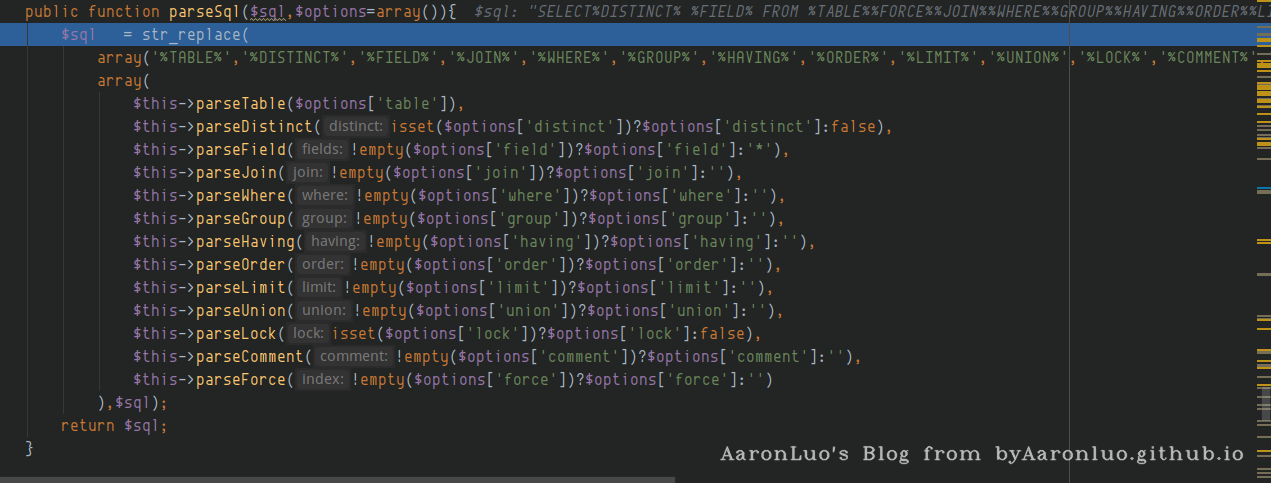 public function parseSql($sql,$options=array()){ $sql: "SELECT%DISTINCT% %FIELD% FROM %TABLE%%FORCE%%JOIN%%WHERE%%GROUP%%HAVING%%ORDER%%LI
$sql = str_replace(
array('%TABLE%','%DISTINCT%','%FIELD%','%JOIN%','%WHERE%','%GROUP%','%HAVING%','%ORDER%','%LIMIT%','%UNION%','%LOCK%','%COMMENT%'
array(
$this->parseTable($options['table']),
$this->parseDistinct( distinct: isset($options['distinct'])?$options['distinct']:false),
$this->parseField( fields: !empty($options['field'])?$options['field']:'*'),
$this->parseJoin( join: !empty($options['join'])?$options['join']:''),
$this->parseWhere( where: !empty($options['where'])?$options['where']:''),
$this->parseGroup( group: !empty($options['group'])?$options['group']:''),
$this->parseHaving( having: !empty($options['having'])?$options['having']:''),
$this->parseOrder( order: !empty($options['order'])?$options['order']:''),
$this->parseLimit( limit: !empty($options['limit'])?$options['limit']:''),
$this->parseUnion( union: !empty($options['union'])?$options['union']:''),
$this->parseLock( lock: isset($options['lock'])?$options['lock']:false),
$this->parseComment( comment: !empty($options['comment'])?$options['comment']:''),
$this->parseForce( index: !empty($options['force'])?$options['force']:'')
),$sql);
return $sql;
}
AaronLuo's Blog from byAaronluo.github.io